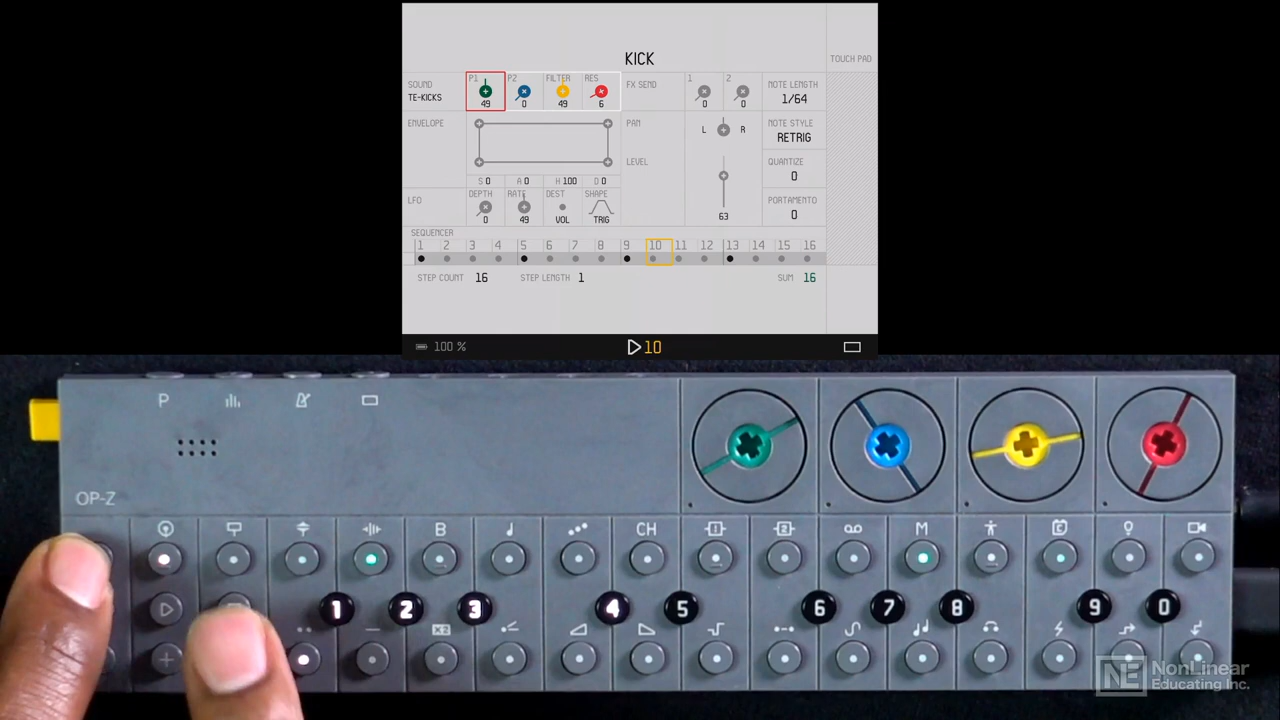 KICK
TOUCH PAD
SOUND
TE-KICKS
P1
49
P2
0
FILTER
49
RES
6
FX SEND
1
0
2
0
NOTE LENGTH
1/64
ENVELOPE
PAN
L R
NOTE STYLE
RETRIG
LEVEL
QUANTIZE
0
S 0 A 0 H 100 D 0
LFO
DEPTH
0
RATE
49
DEST
VOL
SHAPE
TRIG
63
PORTAMENTO
0
SEQUENCER
1 2 3 4 5 6 7 8 9 10 11 12 13 14 15 16
STEP COUNT 16 STEP LENGTH 1 SUM 16
100 % 10
P
OP-Z
B CH 1 2 M
1 2 3 4 5 6 7 8 9 0
X2
NE NonLinear
Educating Inc.